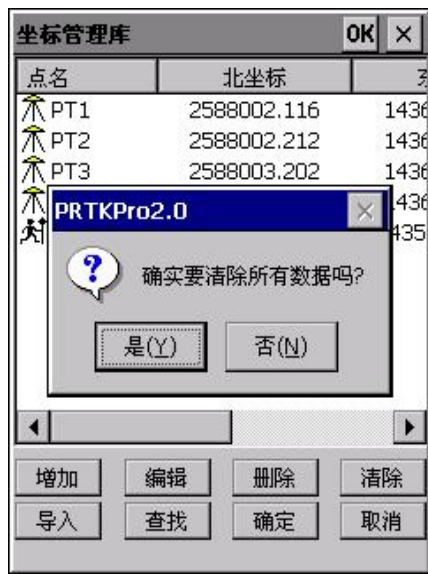 坐标管理库 OK ×
点名 北坐标
PT1 2588002.116 1436
PT2 2588002.212 1436
PT3 2588003.202 1436
436
435
PRTKPro2.0 ×
确实要清除所有数据吗?
是(Y) 否(N)
增加 编辑 删除 清除
导入 查找 确定 取消